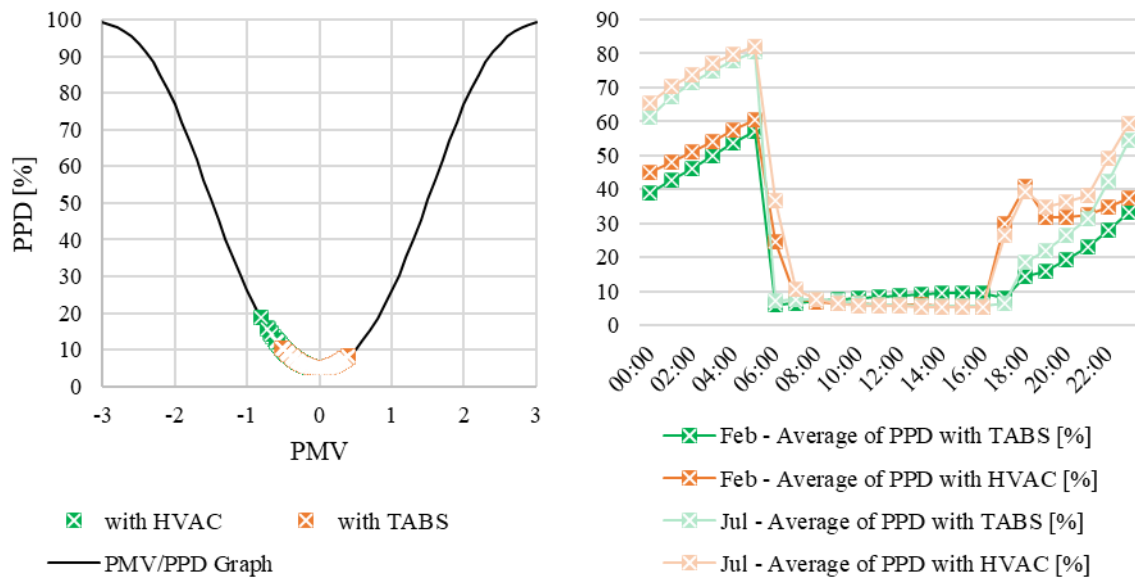 100
90
80
70
60
50
40
30
20
10
0
PPD [%]
-3 -2 -1 0 1 2 3
PMV
with HVAC with TABS
PMV/PPD Graph
90
80
70
60
50
40
30
20
10
0
00:00 02:00 04:00 06:00 08:00 10:00 12:00 14:00 16:00 18:00 20:00 22:00
Feb - Average of PPD with TABS [%]
Feb - Average of PPD with HVAC [%]
Jul - Average of PPD with TABS [%]
Jul - Average of PPD with HVAC [%]